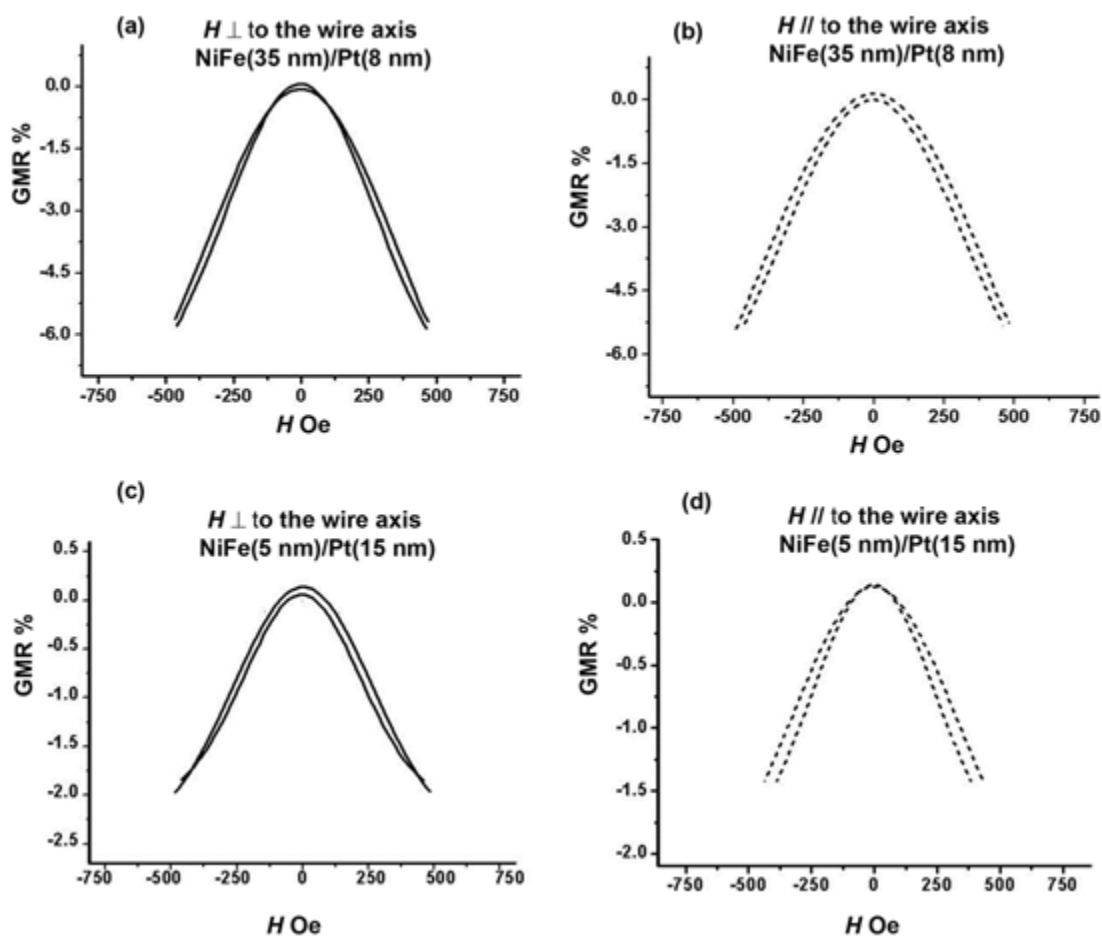 (a)
H ⊥ to the wire axis
NiFe(35 nm)/Pt(8 nm)
0.0
-1.5
-3.0
-4.5
-6.0
GMR %
-750 -500 -250 0 250 500 750
H Oe
(b)
H // to the wire axis
NiFe(35 nm)/Pt(8 nm)
0.0
-1.5
-3.0
-4.5
-6.0
GMR %
-750 -500 -250 0 250 500 750
H Oe
(c)
H ⊥ to the wire axis
NiFe(5 nm)/Pt(15 nm)
0.5
0.0
-0.5
-1.0
-1.5
-2.0
-2.5
GMR %
-750 -500 -250 0 250 500 750
H Oe
(d)
H // to the wire axis
NiFe(5 nm)/Pt(15 nm)
0.5
0.0
-0.5
-1.0
-1.5
-2.0
GMR %
-750 -500 -250 0 250 500 750
H Oe